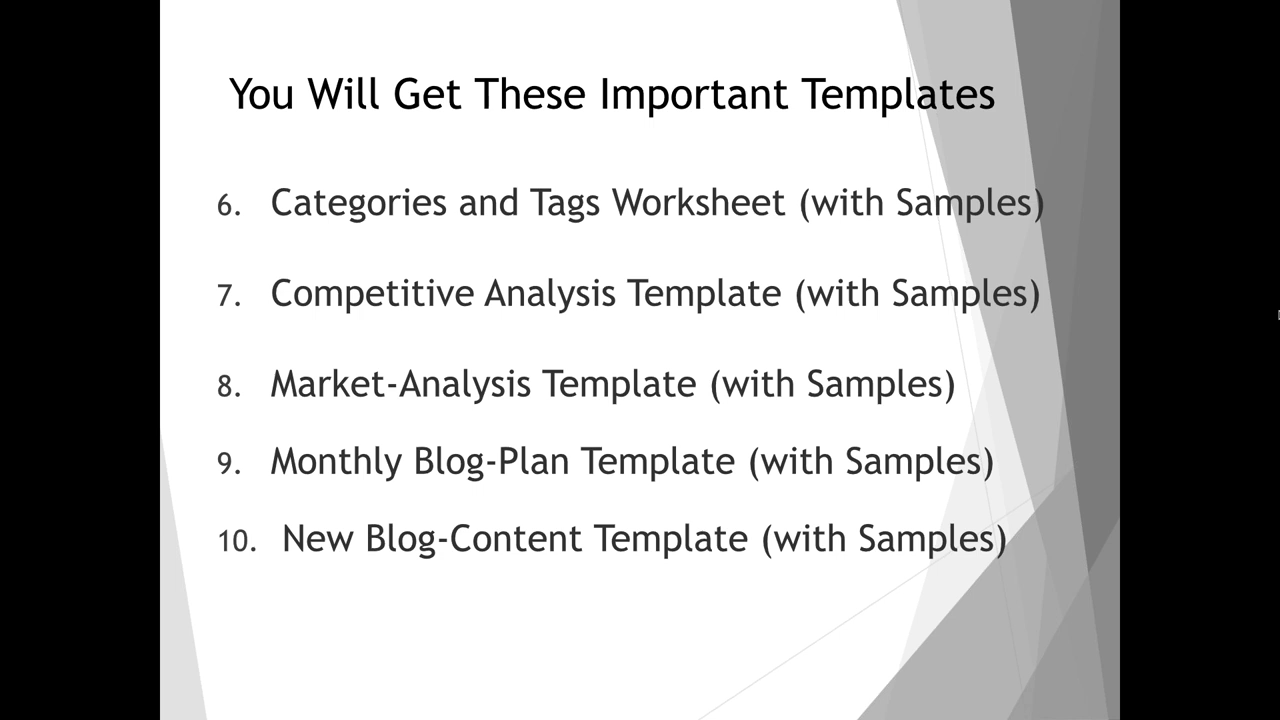 You Will Get These Important Templates
6. Categories and Tags Worksheet (with Samples)
7. Competitive Analysis Template (with Samples)
8. Market-Analysis Template (with Samples)
9. Monthly Blog-Plan Template (with Samples)
10. New Blog-Content Template (with Samples)